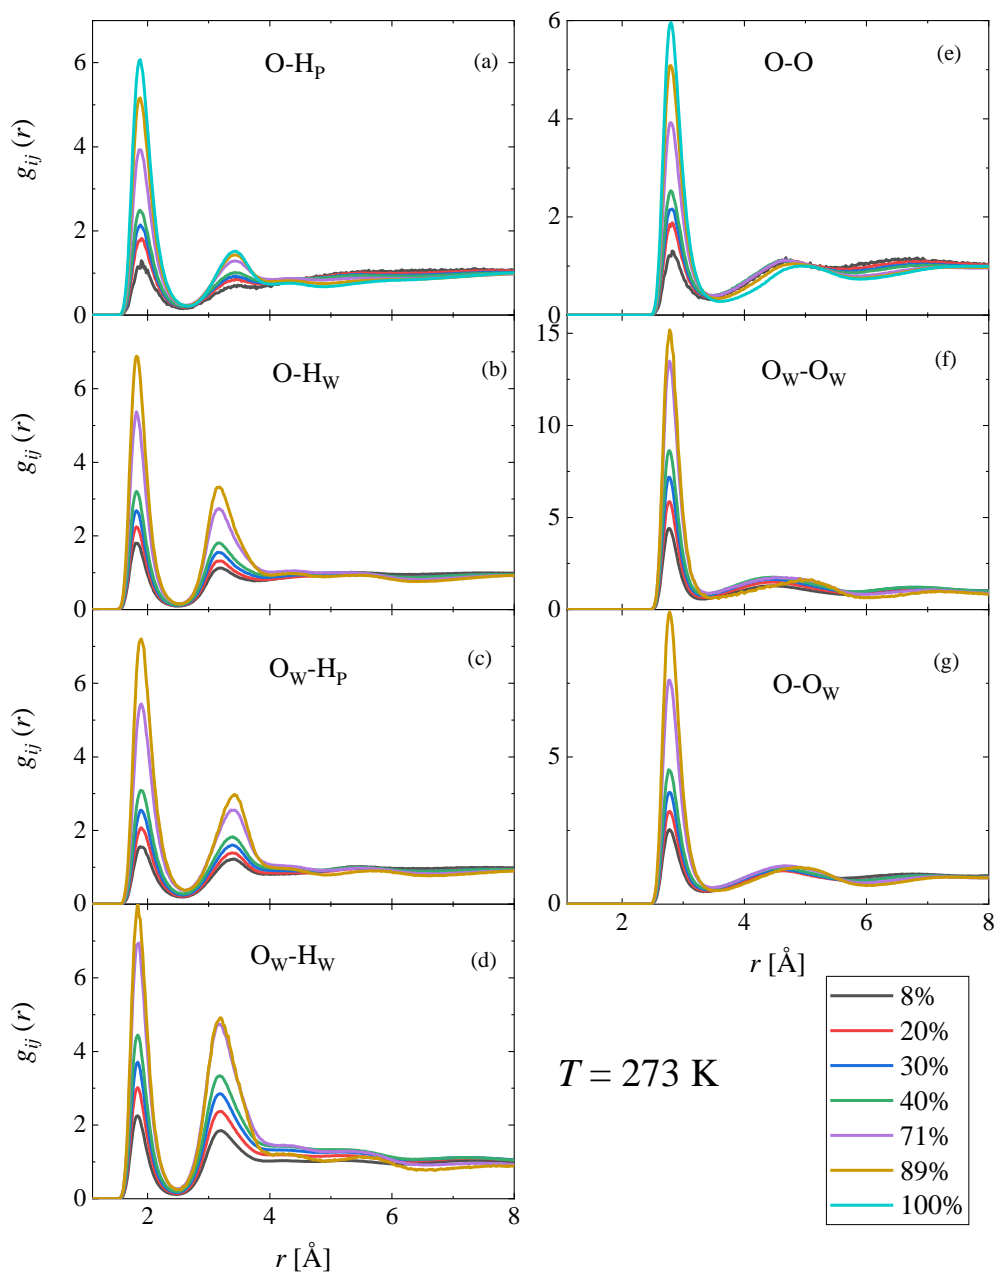 O-H_P
(a)
g_ij (r)
6
4
2
0
O-H_W
(b)
g_ij (r)
6
4
2
0
O_W-H_P
(c)
g_ij (r)
6
4
2
0
O_W-H_W
(d)
g_ij (r)
6
4
2
0
2
4
6
8
r [Å]
O-O
(e)
6
4
2
0
O_W-O_W
(f)
15
10
5
0
O-O_W
(g)
5
0
2
4
6
8
r [Å]
T = 273 K
8%
20%
30%
40%
71%
89%
100%